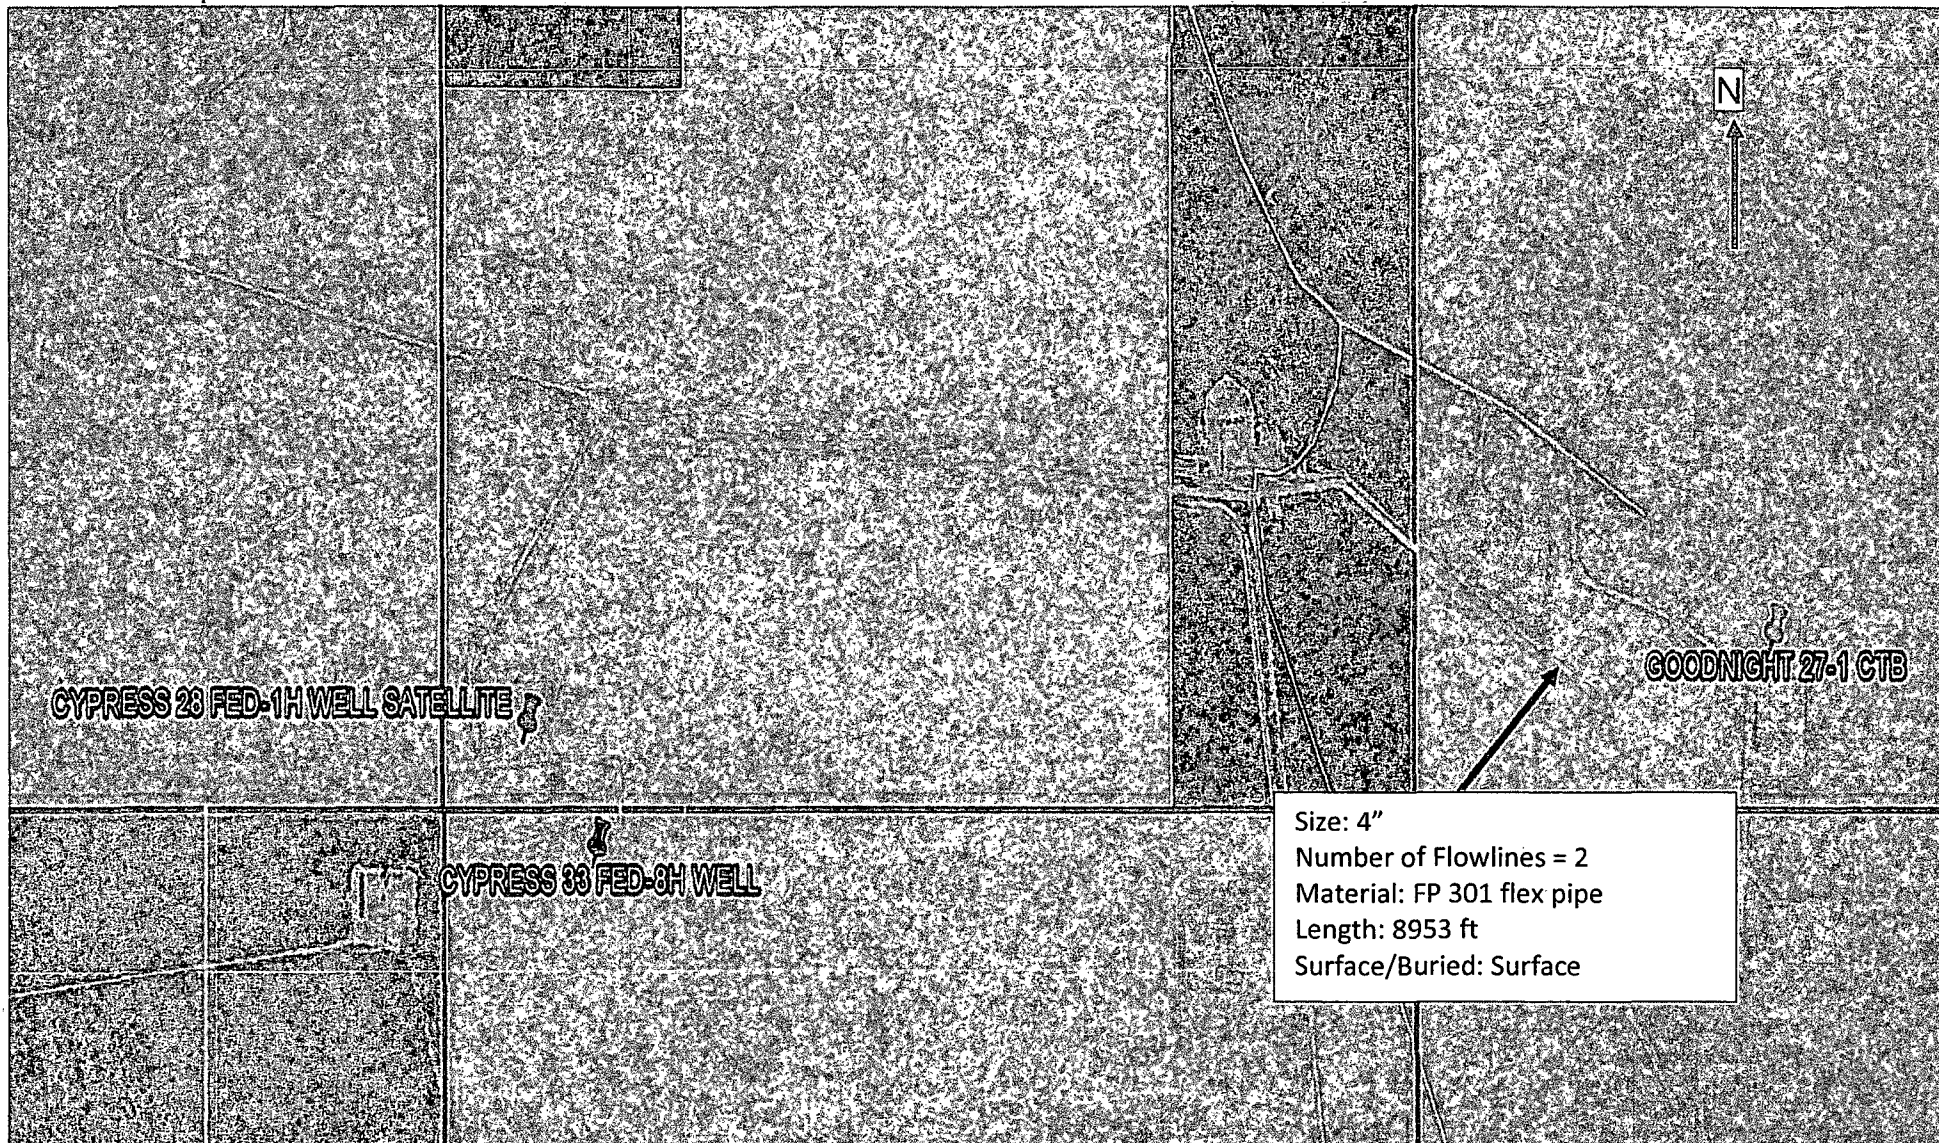 N
GOODNIGHT 27-1 CTB
CYPRESS 28 FED-1H WELL SATELLITE
CYPRESS 33 FED-8H WELL
Size: 4”
Number of Flowlines = 2
Material: FP 301 flex pipe
Length: 8953 ft
Surface/Buried: Surface